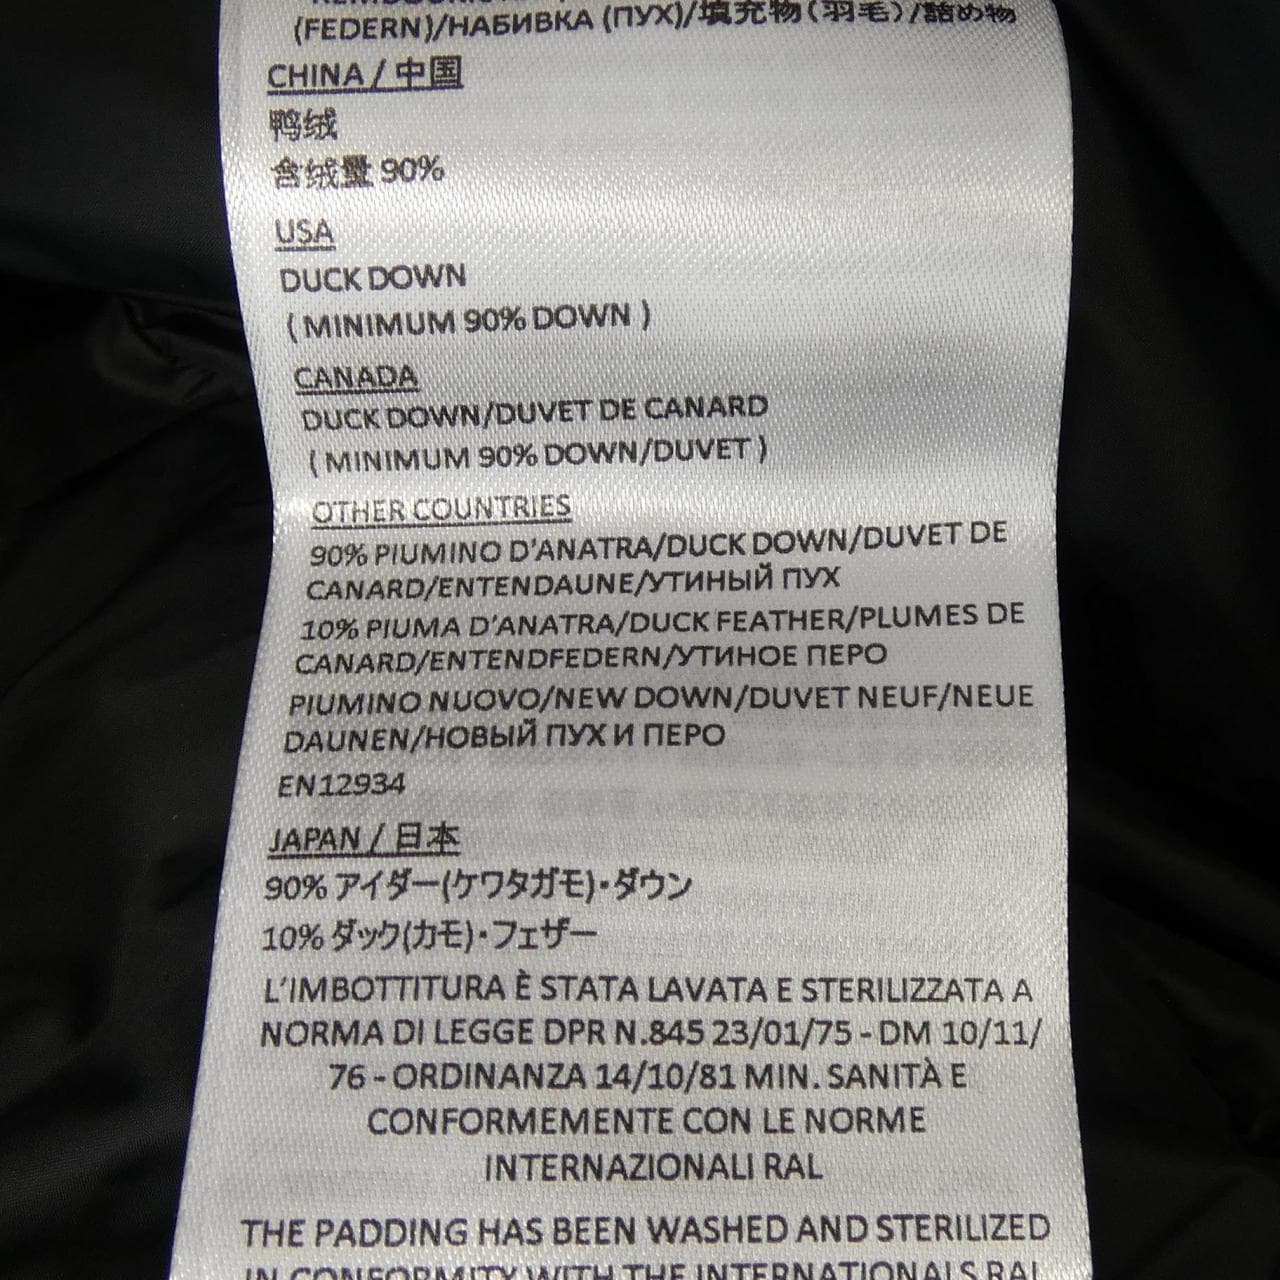 (FEDERN)/НАБИВКА (ПУХ)/填充物(羽毛)/詰め物
CHINA / 中国
鸭绒
含绒量 90%
USA
DUCK DOWN
( MINIMUM 90% DOWN )
CANADA
DUCK DOWN/DUVET DE CANARD
( MINIMUM 90% DOWN/DUVET )
OTHER COUNTRIES
90% PIUMINO D'ANATRA/DUCK DOWN/DUVET DE
CANARD/ENTENDAUNE/УТИНЫЙ ПУХ
10% PIUMA D'ANATRA/DUCK FEATHER/PLUMES DE
CANARD/ENTENDFEDERN/УТИНОЕ ПЕРО
PIUMINO NUOVO/NEW DOWN/DUVET NEUF/NEUE
DAUNEN/НОВЫЙ ПУХ И ПЕРО
EN12934
JAPAN / 日本
90% アイダー(ケワタガモ)・ダウン
10% ダック(カモ)・フェザー
L'IMBOTTITURA È STATA LAVATA E STERILIZZATA A
NORMA DI LEGGE DPR N.845 23/01/75 - DM 10/11/
76 - ORDINANZA 14/10/81 MIN. SANITÀ E
CONFORMEMENTE CON LE NORME
INTERNAZIONALI RAL
THE PADDING HAS BEEN WASHED AND STERILIZED
IN CONFORMITY WITH THE INTERNATIONALS RAL